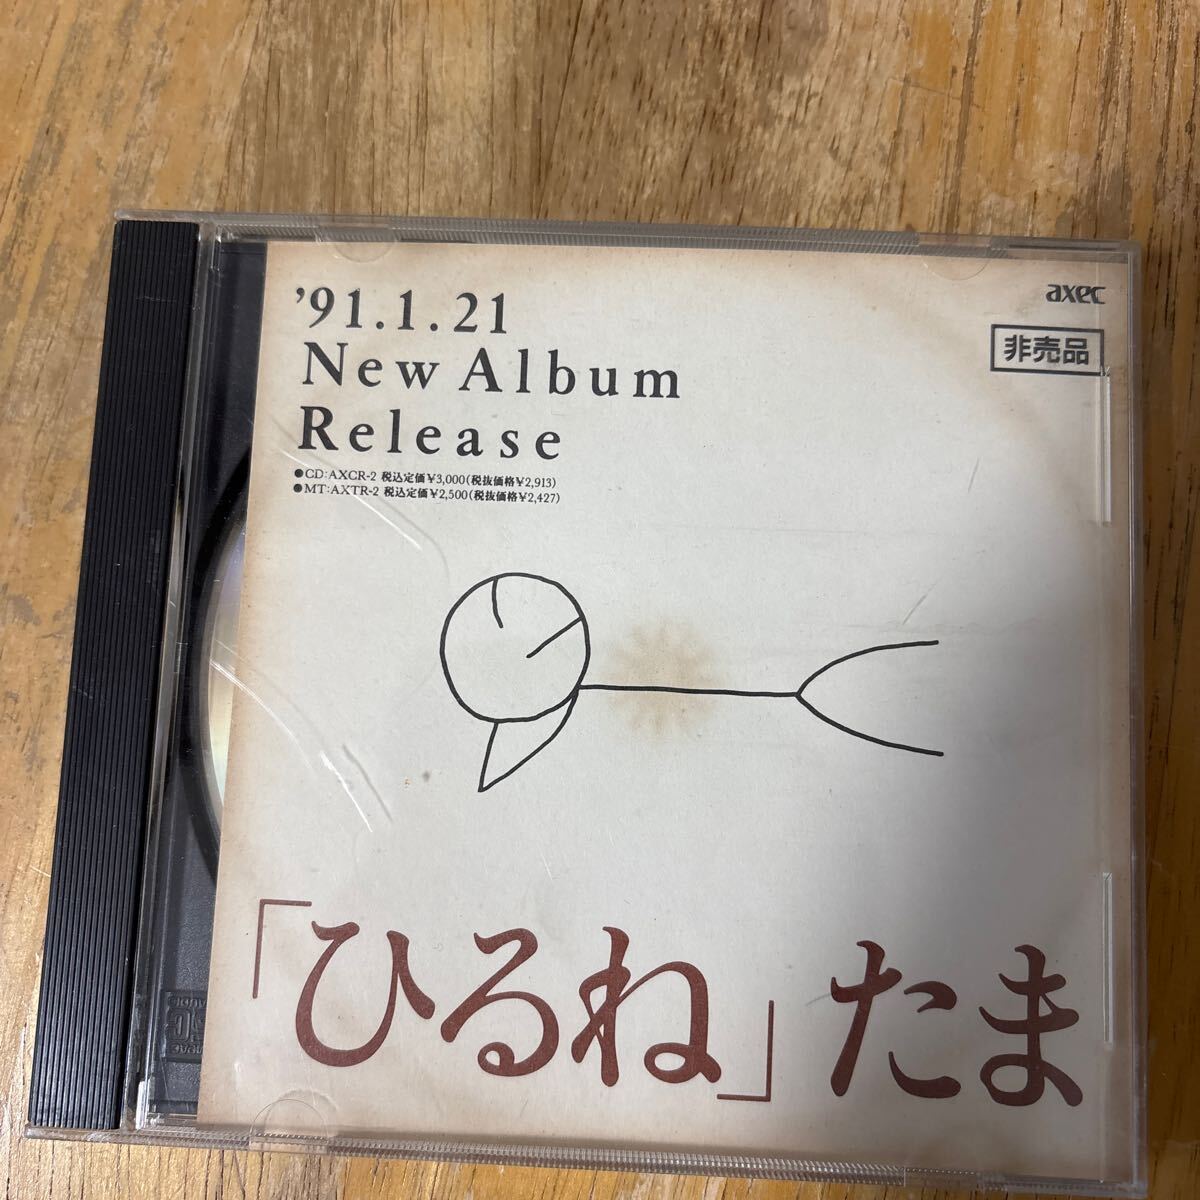 '91.1.21
New Album
Release
●CD:AXCR-2 税込定価¥3,000(税抜価格¥2,913)
●MT:AXTR-2 税込定価¥2,500(税抜価格¥2,427)
axec
非売品
「ひるね」たま